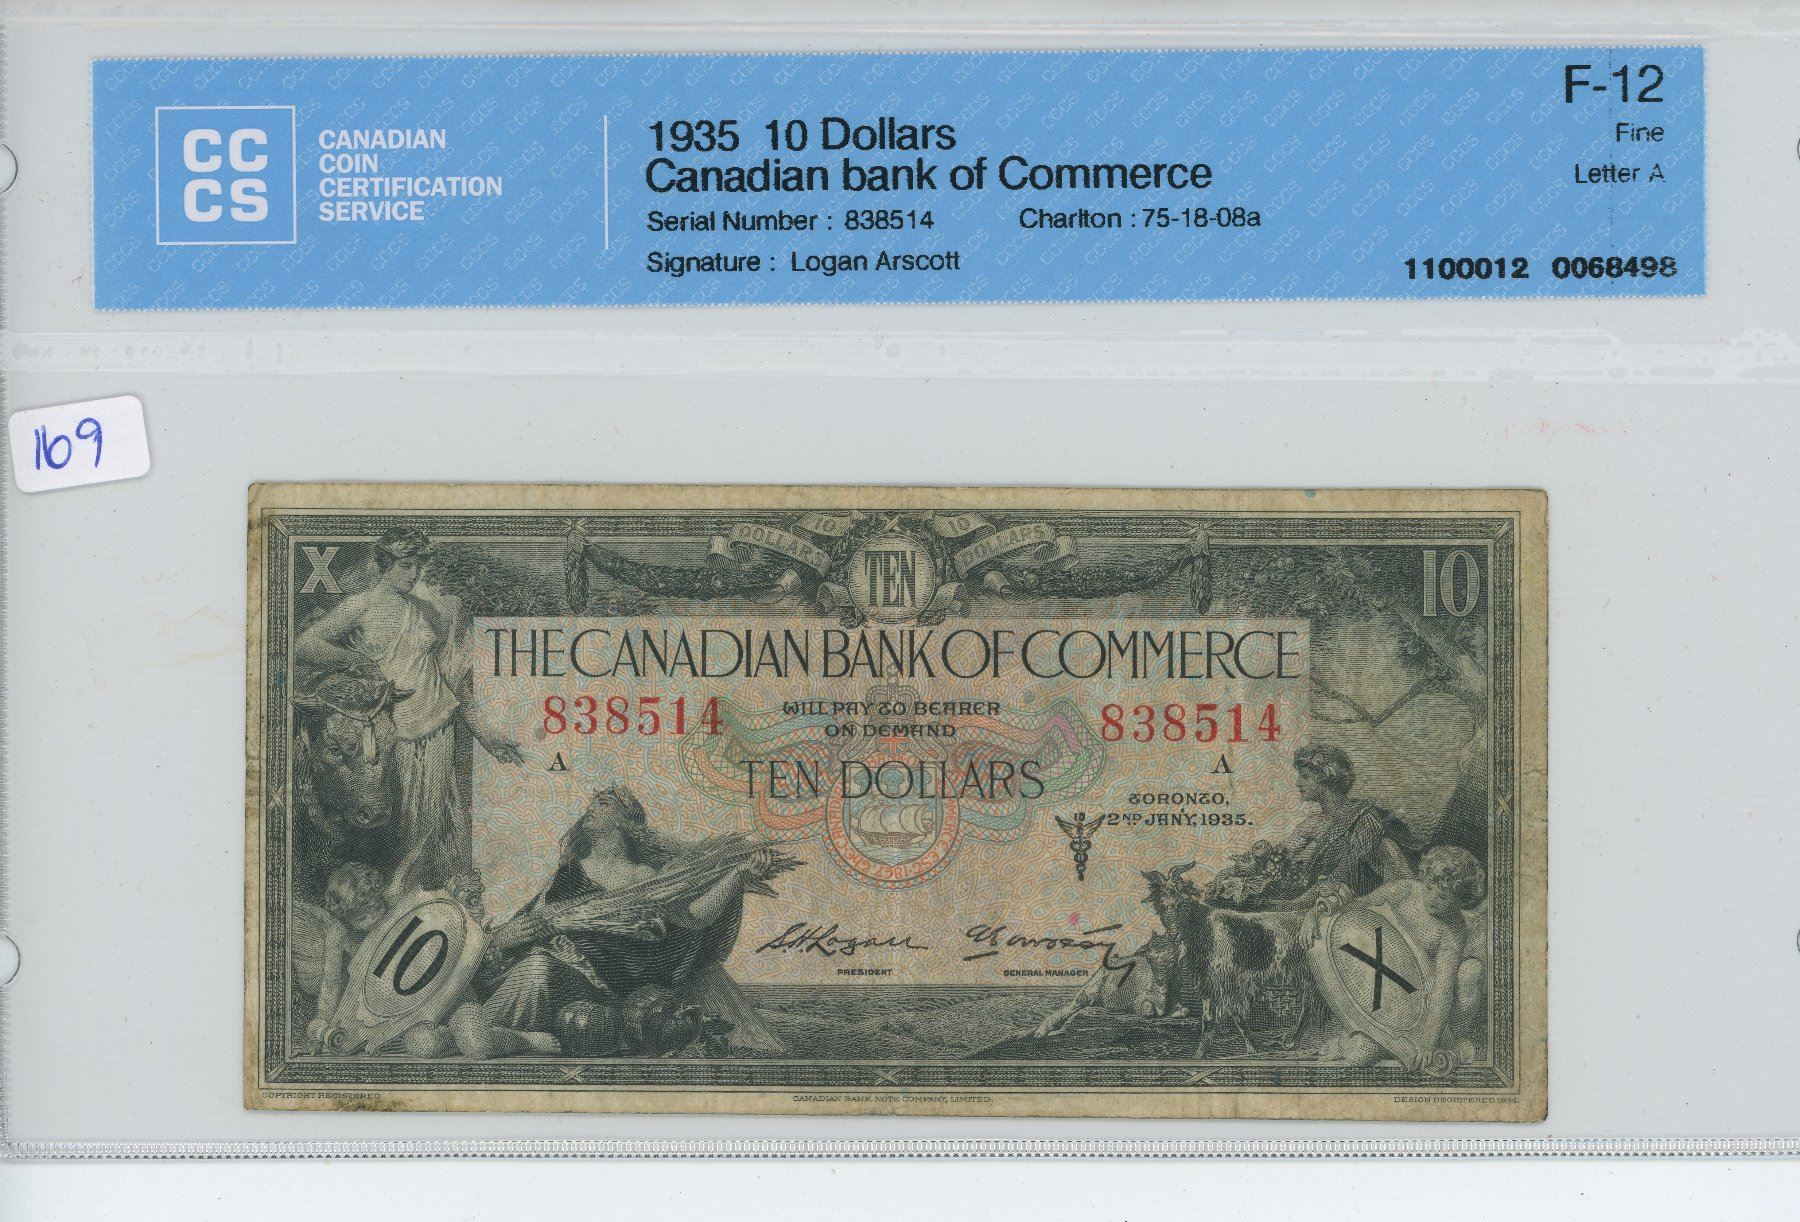 CC
CS
CANADIAN
COIN
CERTIFICATION
SERVICE
1935 10 Dollars
Canadian bank of Commerce
Serial Number : 838514 Charlton : 75-18-08a
Signature : Logan Arscott
F-12
Fine
Letter A
1100012 0068498
169
X
10 DOLLARS
TEN
10 DOLLARS
10
THE CANADIAN BANK OF COMMERCE
838514 838514
WILL PAY TO BEARER
ON DEMAND
A A
TEN DOLLARS
TORONTO,
2ND JAN'Y, 1935.
10
10
X
S.H. Logan
PRESIDENT GENERAL MANAGER
COPYRIGHT REGISTERED CANADIAN BANK NOTE COMPANY, LIMITED. DESIGN REGISTERED 1934